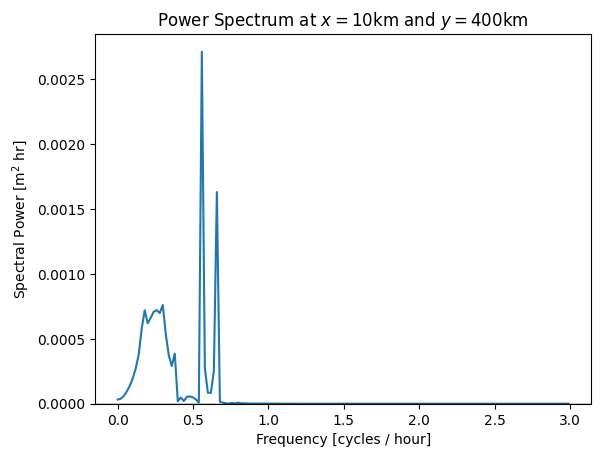 Power Spectrum at x = 10km and y = 400km
Spectral Power [m² hr]
0.0025
0.0020
0.0015
0.0010
0.0005
0.0000
0.0 0.5 1.0 1.5 2.0 2.5 3.0
Frequency [cycles / hour]